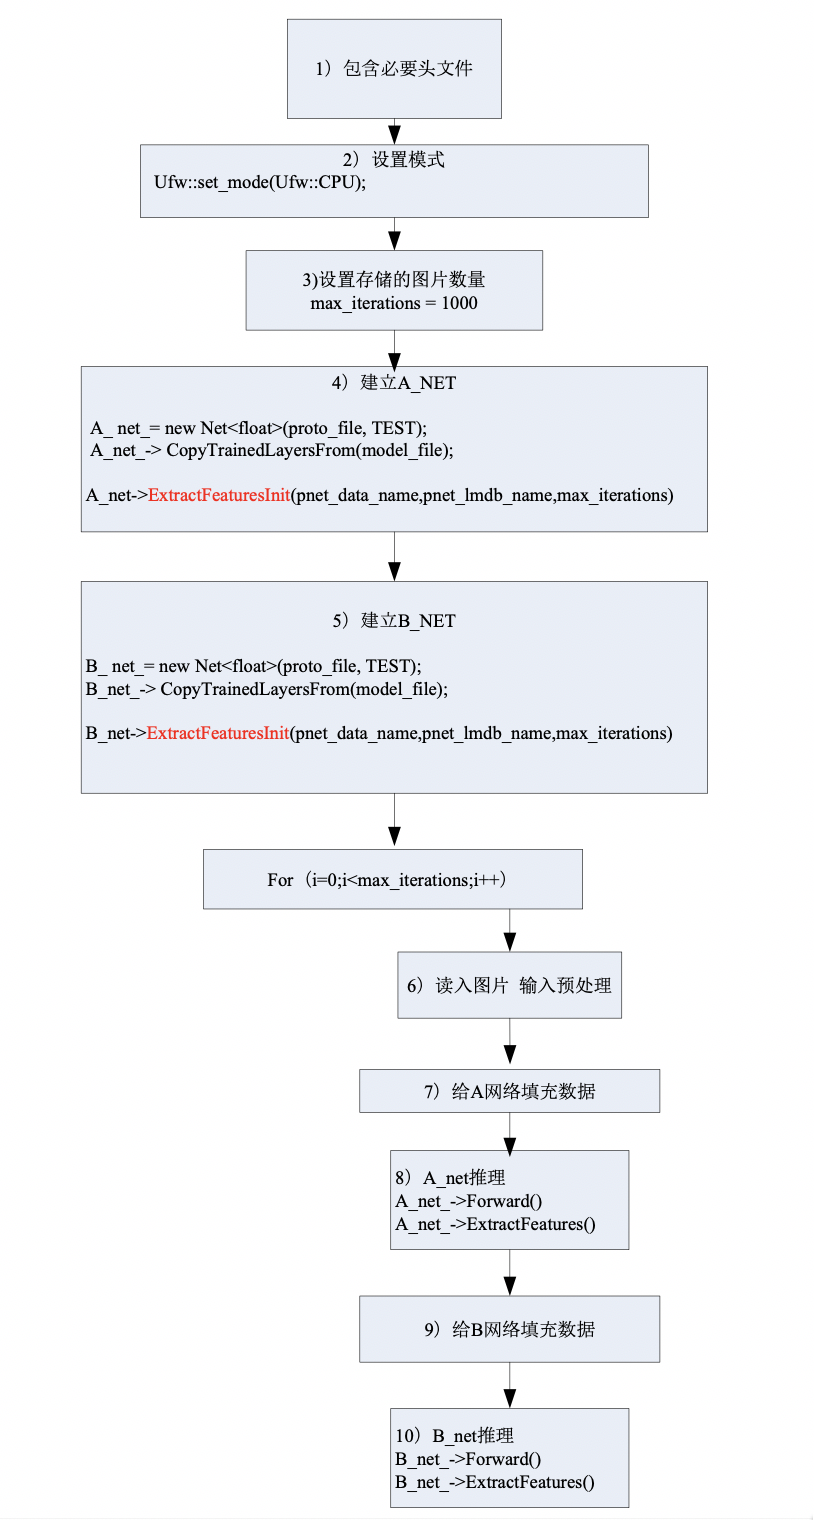 1）包含必要头文件
2）设置模式
Ufw::set_mode(Ufw::CPU);
3)设置存储的图片数量
max_iterations = 1000
4）建立A_NET
A_ net_= new Net<float>(proto_file, TEST);
A_net_-> CopyTrainedLayersFrom(model_file);
A_net->ExtractFeaturesInit(pnet_data_name,pnet_lmdb_name,max_iterations)
5）建立B_NET
B_ net_= new Net<float>(proto_file, TEST);
B_net_-> CopyTrainedLayersFrom(model_file);
B_net->ExtractFeaturesInit(pnet_data_name,pnet_lmdb_name,max_iterations)
For（i=0;i<max_iterations;i++）
6）读入图片 输入预处理
7）给A网络填充数据
8）A_net推理
A_net_->Forward()
A_net_->ExtractFeatures()
9）给B网络填充数据
10）B_net推理
B_net_->Forward()
B_net_->ExtractFeatures()